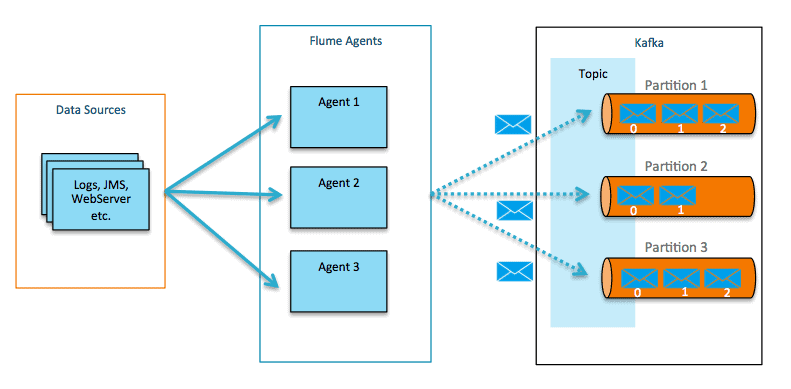 Data Sources
Logs, JMS,
WebServer
etc.
Flume Agents
Agent 1
Agent 2
Agent 3
Kafka
Topic
Partition 1
0 1 2
Partition 2
0 1
Partition 3
0 1 2